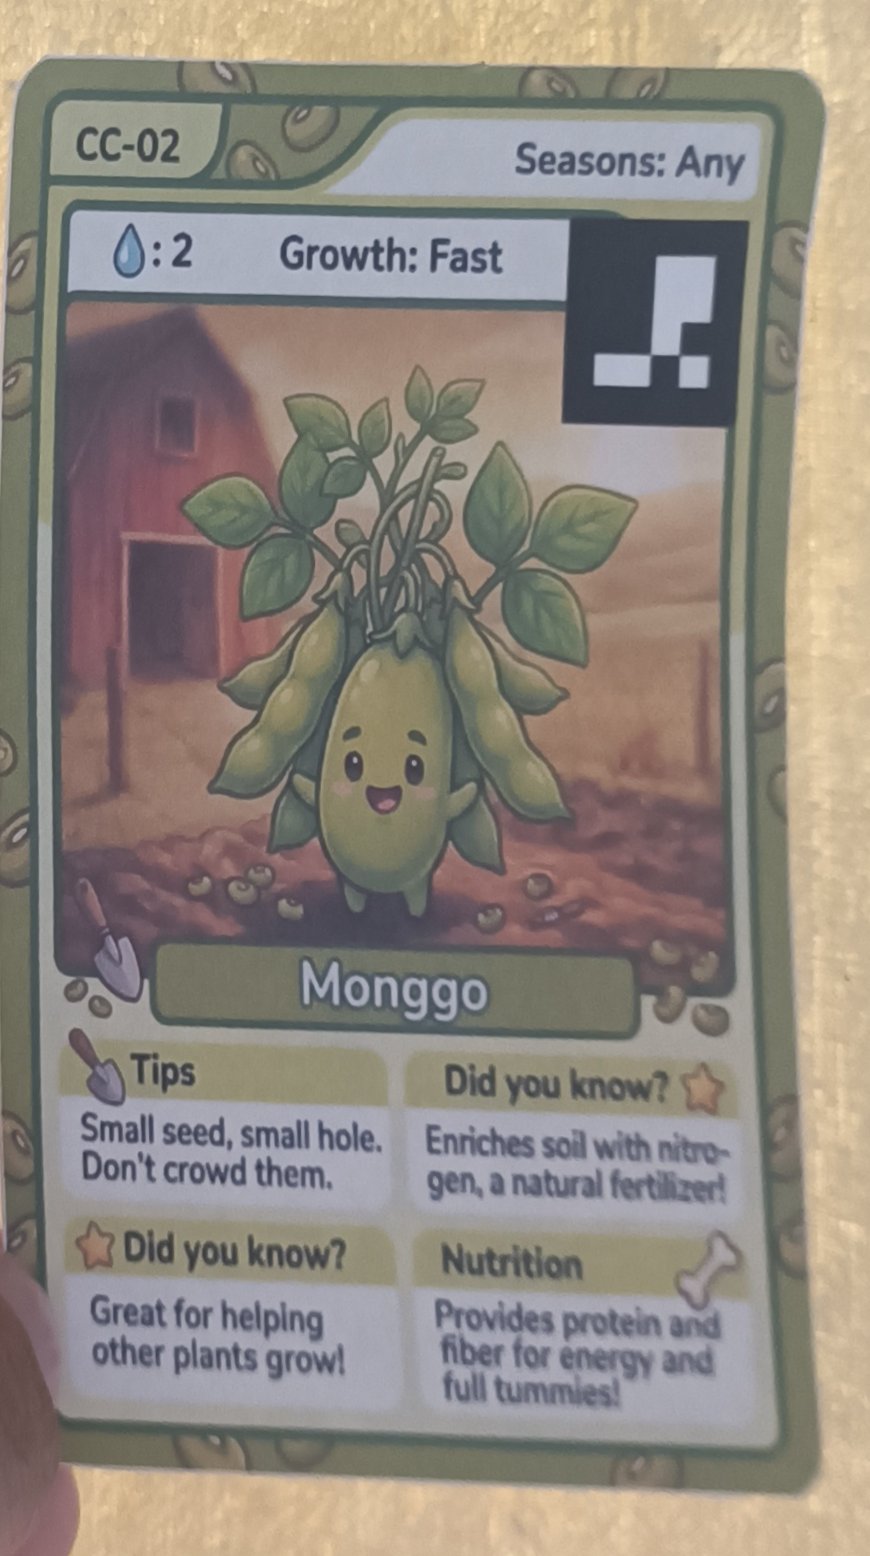 CC-02
Seasons: Any
: 2
Growth: Fast
Monggo
Tips
Small seed, small hole.
Don't crowd them.
Did you know?
Enriches soil with nitro-
gen, a natural fertilizer!
Did you know?
Great for helping
other plants grow!
Nutrition
Provides protein and
fiber for energy and
full tummies!